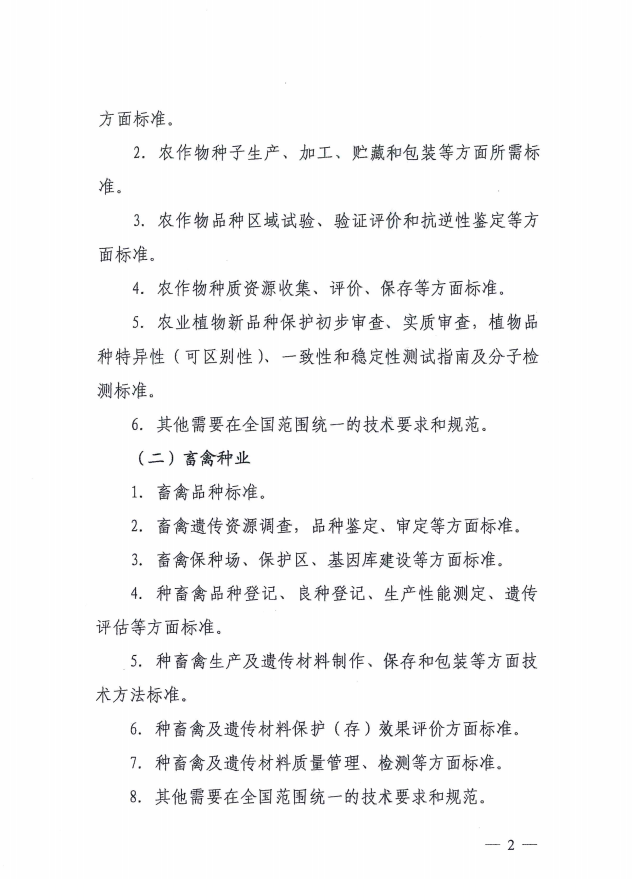 方面标准。
2. 农作物种子生产、加工、贮藏和包装等方面所需标
准。
3. 农作物品种区域试验、验证评价和抗逆性鉴定等方
面标准。
4. 农作物种质资源收集、评价、保存等方面标准。
5. 农业植物新品种保护初步审查、实质审查，植物品
种特异性（可区别性）、一致性和稳定性测试指南及分子检
测标准。
6. 其他需要在全国范围统一的技术要求和规范。
（二）畜禽种业
1. 畜禽品种标准。
2. 畜禽遗传资源调查，品种鉴定、审定等方面标准。
3. 畜禽保种场、保护区、基因库建设等方面标准。
4. 种畜禽品种登记、良种登记、生产性能测定、遗传
评估等方面标准。
5. 种畜禽生产及遗传材料制作、保存和包装等方面技
术方法标准。
6. 种畜禽及遗传材料保护（存）效果评价方面标准。
7. 种畜禽及遗传材料质量管理、检测等方面标准。
8. 其他需要在全国范围统一的技术要求和规范。
— 2 —